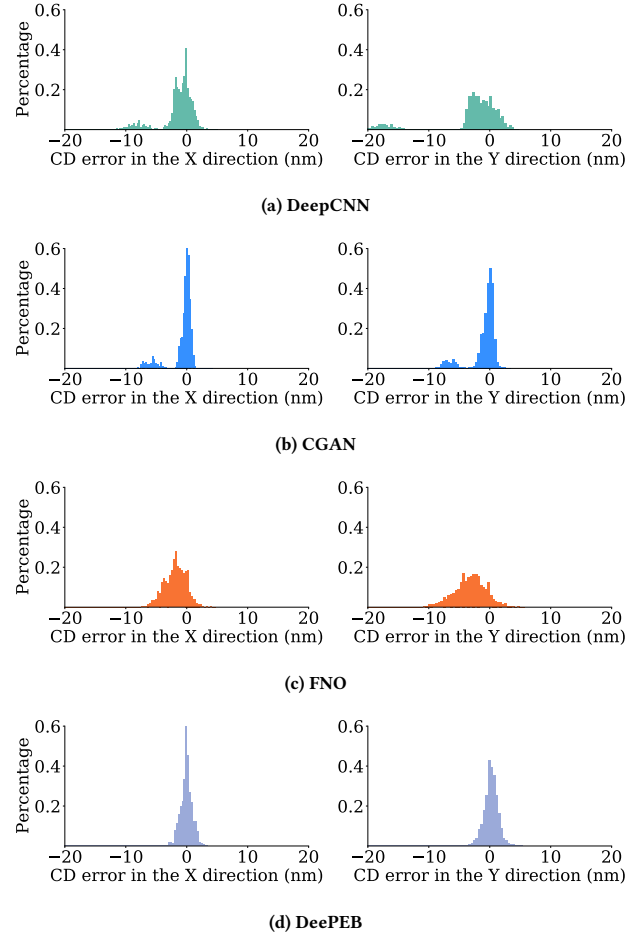 0.6
0.4
0.2
Percentage
−20 −10 0 10 20
CD error in the X direction (nm)
0.6
0.4
0.2
−20 −10 0 10 20
CD error in the Y direction (nm)
(a) DeepCNN
0.6
0.4
0.2
Percentage
−20 −10 0 10 20
CD error in the X direction (nm)
0.6
0.4
0.2
−20 −10 0 10 20
CD error in the Y direction (nm)
(b) CGAN
0.6
0.4
0.2
Percentage
−20 −10 0 10 20
CD error in the X direction (nm)
0.6
0.4
0.2
−20 −10 0 10 20
CD error in the Y direction (nm)
(c) FNO
0.6
0.4
0.2
Percentage
−20 −10 0 10 20
CD error in the X direction (nm)
0.6
0.4
0.2
−20 −10 0 10 20
CD error in the Y direction (nm)
(d) DeePEB